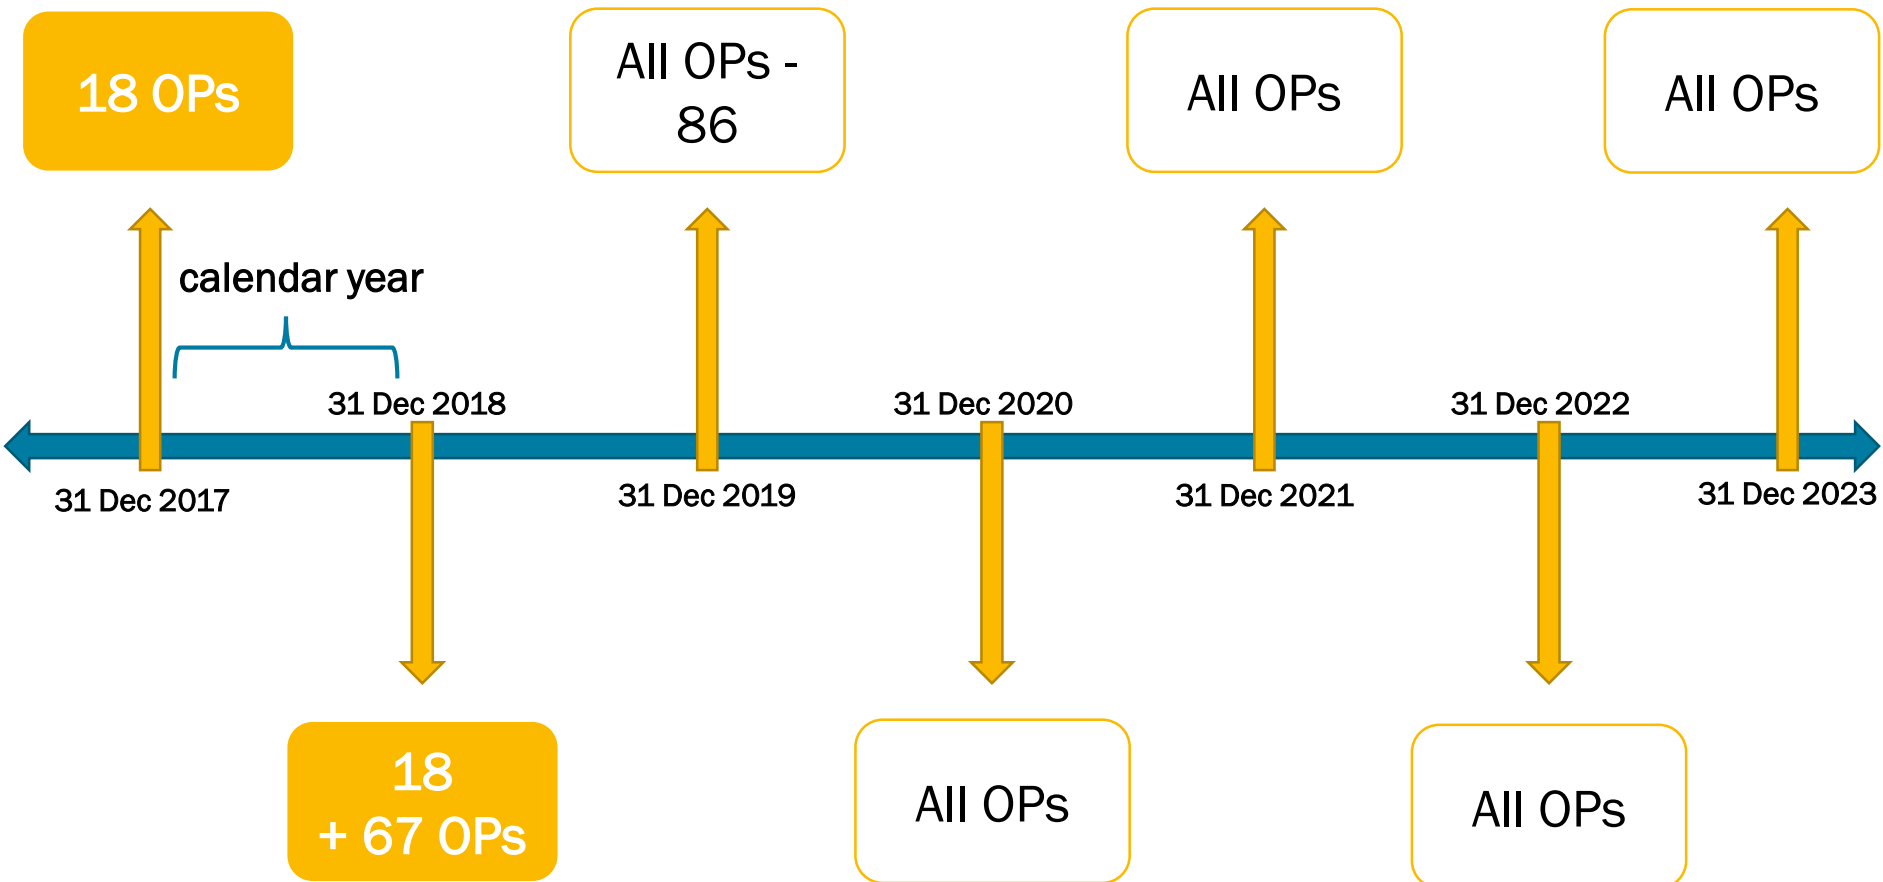 18 OPs
All OPs -
86
All OPs
All OPs
calendar year
31 Dec 2018
31 Dec 2020
31 Dec 2022
31 Dec 2017
31 Dec 2019
31 Dec 2021
31 Dec 2023
18
+ 67 OPs
All OPs
All OPs